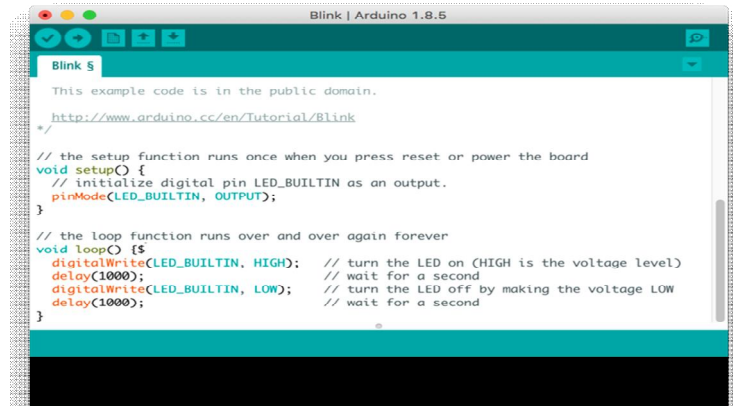 Blink | Arduino 1.8.5
Blink §
This example code is in the public domain.
http://www.arduino.cc/en/Tutorial/Blink
*/
// the setup function runs once when you press reset or power the board
void setup() {
// initialize digital pin LED_BUILTIN as an output.
pinMode(LED_BUILTIN, OUTPUT);
}
// the loop function runs over and over again forever
void loop() {$
digitalWrite(LED_BUILTIN, HIGH); // turn the LED on (HIGH is the voltage level)
delay(1000); // wait for a second
digitalWrite(LED_BUILTIN, LOW); // turn the LED off by making the voltage LOW
delay(1000); // wait for a second
}